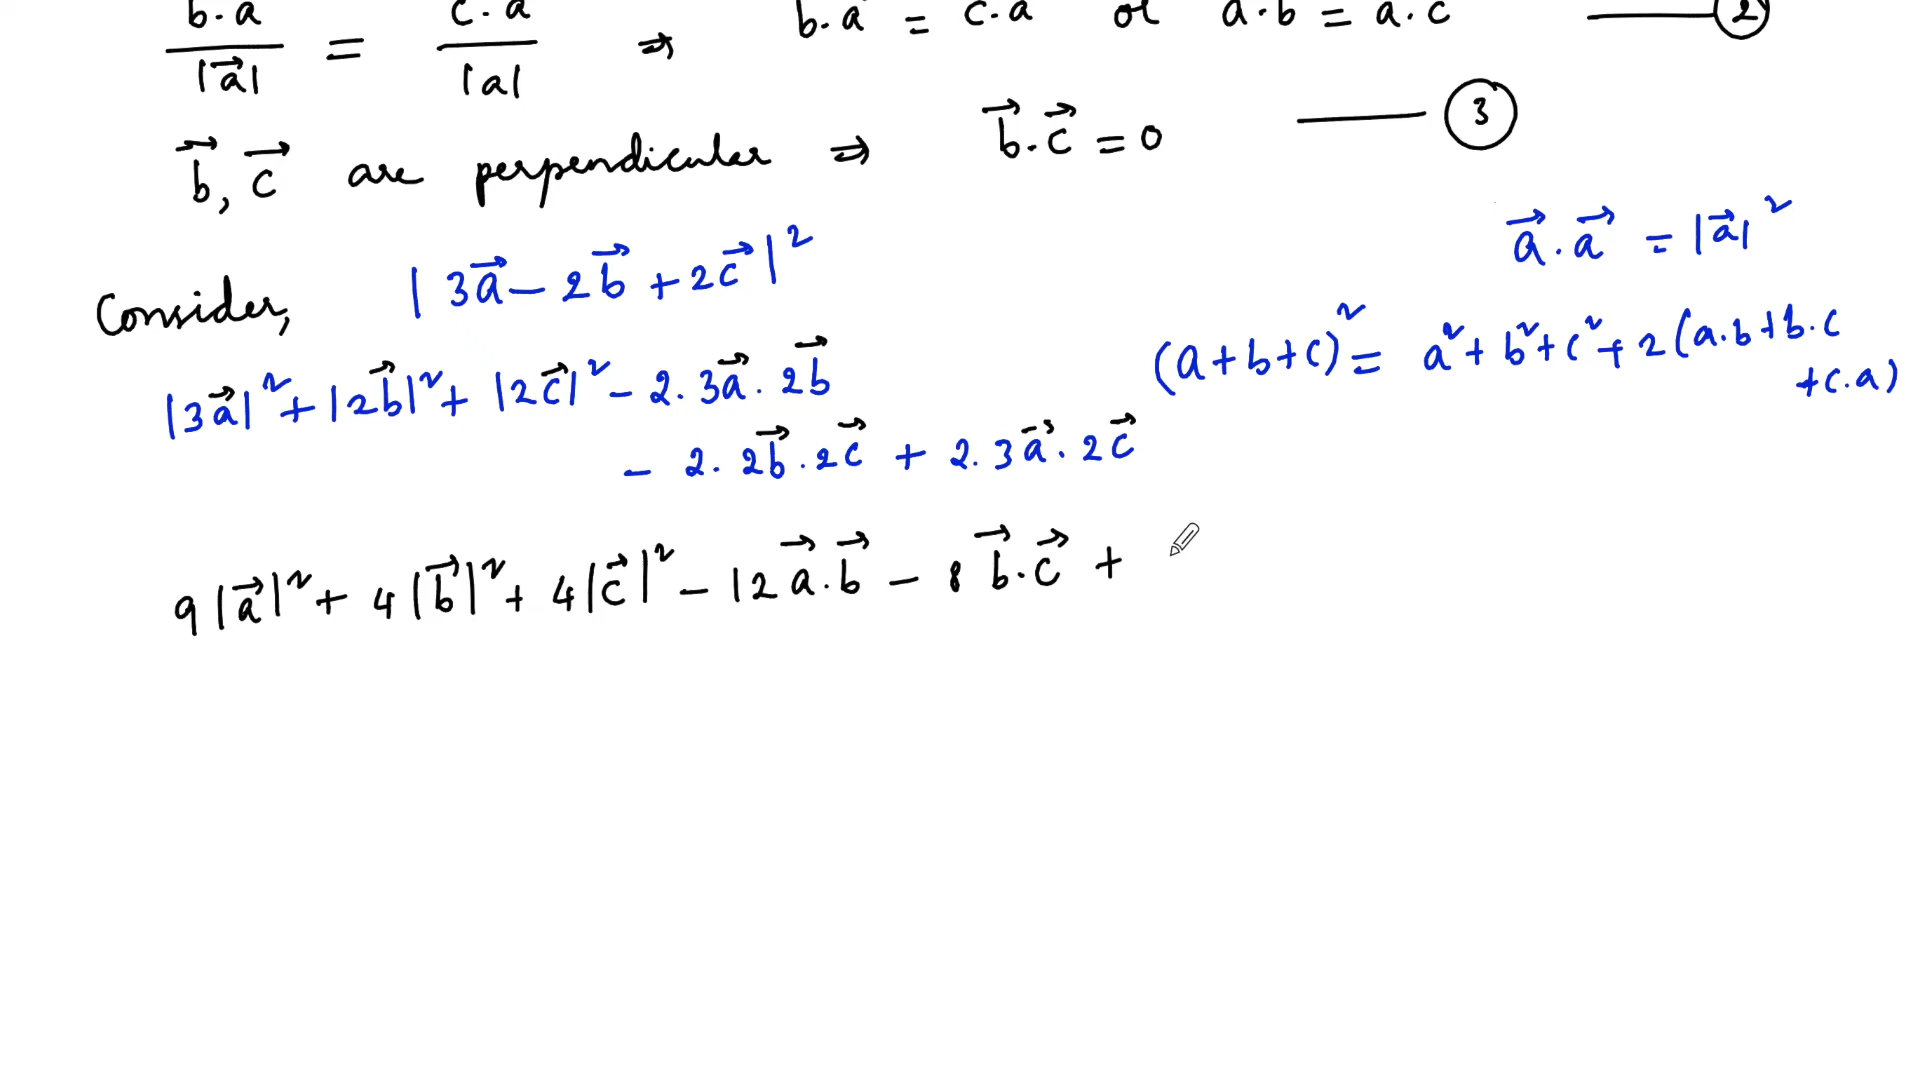 b.a / |a⃗| = c.a / |a| ⇒ b.a = c.a or a.b = a.c —— ②
b⃗, c⃗ are perpendicular ⇒ b⃗.c⃗ = 0 —— ③
a⃗.a⃗ = |a⃗|²
Consider, |3a⃗ − 2b⃗ + 2c⃗|²
(a+b+c)² = a² + b² + c² + 2(a.b + b.c
+ c.a)
|3a⃗|² + |2b⃗|² + |2c⃗|² − 2.3a⃗.2b⃗
− 2.2b⃗.2c⃗ + 2.3a⃗.2c⃗
9|a⃗|² + 4|b⃗|² + 4|c⃗|² − 12a⃗.b⃗ − 8b⃗.c⃗ +